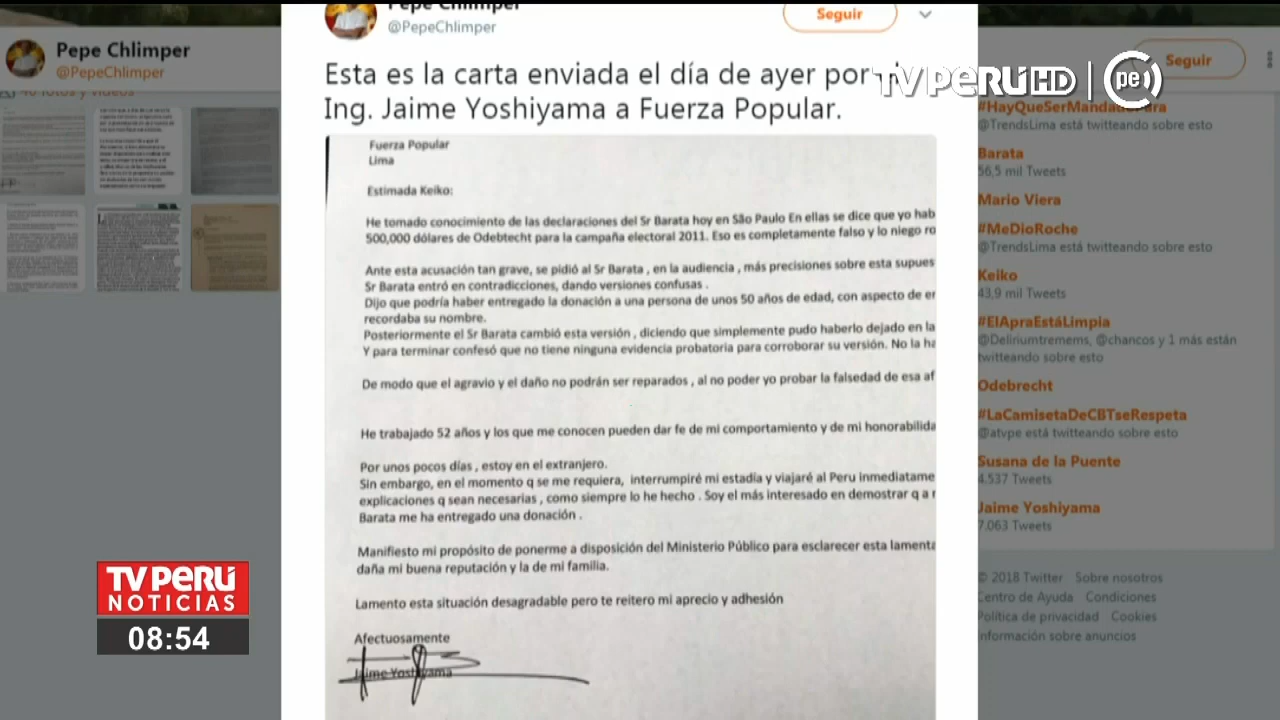 Pepe Chlimper
@PepeChlimper
Seguir
Esta es la carta enviada el día de ayer por
Ing. Jaime Yoshiyama a Fuerza Popular.
Fuerza Popular
Lima
Estimada Keiko:
He tomado conocimiento de las declaraciones del Sr Barata hoy en São Paulo En ellas se dice que yo hab
500,000 dólares de Odebtecht para la campaña electoral 2011. Eso es completamente falso y lo niego ro
Ante esta acusación tan grave, se pidió al Sr Barata , en la audiencia , más precisiones sobre esta supues
Sr Barata entró en contradicciones, dando versiones confusas .
Dijo que podría haber entregado la donación a una persona de unos 50 años de edad, con aspecto de er
recordaba su nombre.
Posteriormente el Sr Barata cambió esta versión , diciendo que simplemente pudo haberlo dejado en la
Y para terminar confesó que no tiene ninguna evidencia probatoria para corroborar su versión. No la ha
De modo que el agravio y el daño no podrán ser reparados , al no poder yo probar la falsedad de esa af
He trabajado 52 años y los que me conocen pueden dar fe de mi comportamiento y de mi honorabilida
Por unos pocos días , estoy en el extranjero.
Sin embargo, en el momento q se me requiera, interrumpiré mi estadía y viajaré al Peru inmediatame
explicaciones q sean necesarias , como siempre lo he hecho . Soy el más interesado en demostrar q a r
Barata me ha entregado una donación .
Manifiesto mi propósito de ponerme a disposición del Ministerio Público para esclarecer esta lamenta
daña mi buena reputación y la de mi familia.
Lamento esta situación desagradable pero te reitero mi aprecio y adhesión
Afectuosamente
Jaime Yoshiyama
Pepe Chlimper
@PepeChlimper
40 fotos y videos
Seguir
TVPERÚHD
pe
#HayQueSerMand
@TrendsLima está twitteando sobre esto
Barata
56,5 mil Tweets
Mario Viera
#MeDioRoche
@TrendsLima está twitteando sobre esto
Keiko
43,9 mil Tweets
#ElApraEstáLimpia
@Deliriumtremems, @chancos y 1 más están
twitteando sobre esto
Odebrecht
#LaCamisetaDeCBTseRespeta
@atvpe está twitteando sobre esto
Susana de la Puente
4.537 Tweets
Jaime Yoshiyama
7.063 Tweets
© 2018 Twitter Sobre nosotros
Centro de Ayuda Condiciones
Política de privacidad Cookies
Información sobre anuncios
TVPERÚ
NOTICIAS
08:54